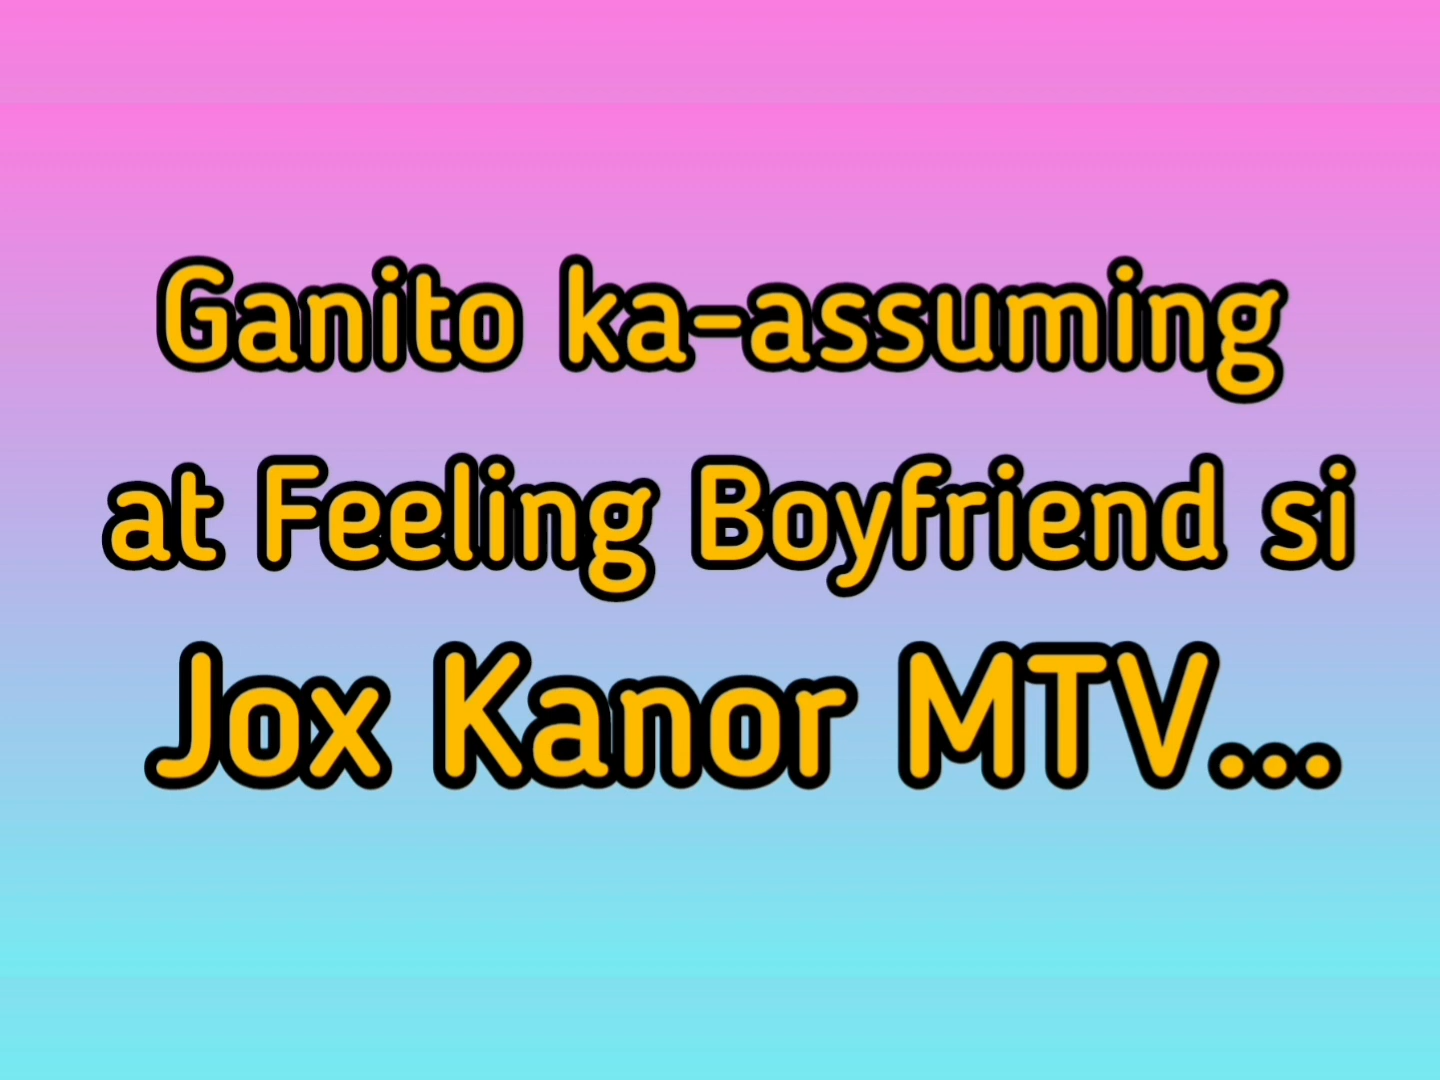 Ganito ka-assuming
at Feeling Boyfriend si
Jox Kanor MTV...